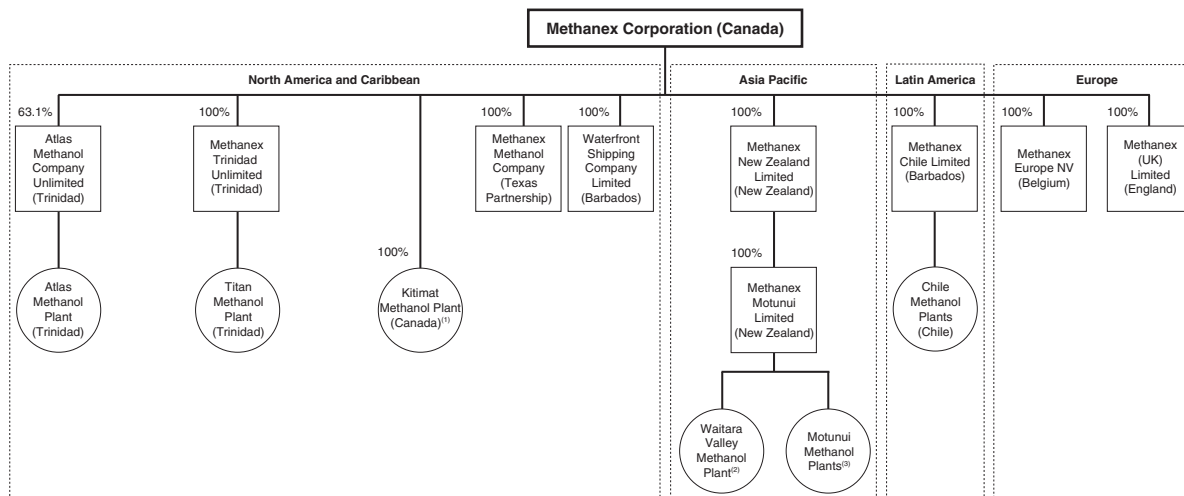 Methanex Corporation (Canada)
North America and Caribbean
Asia Pacific
Latin America
Europe
63.1%
100%
100%
100%
100%
100%
100%
100%
Atlas
Methanol
Company
Unlimited
(Trinidad)
Methanex
Trinidad
Unlimited
(Trinidad)
Methanex
Methanol
Company
(Texas
Partnership)
Waterfront
Shipping
Company
Limited
(Barbados)
Methanex
New Zealand
Limited
(New Zealand)
Methanex
Chile Limited
(Barbados)
Methanex
Europe NV
(Belgium)
Methanex
(UK)
Limited
(England)
100%
100%
Atlas
Methanol
Plant
(Trinidad)
Titan
Methanol
Plant
(Trinidad)
Kitimat
Methanol Plant
(Canada)(1)
Methanex
Motunui
Limited
(New Zealand)
Chile
Methanol
Plants
(Chile)
Waitara
Valley
Methanol
Plant(2)
Motunui
Methanol
Plants(3)